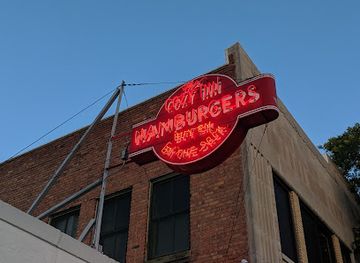 COZY INN
HAMBURGERS
BUY 'EM
BY THE SACK